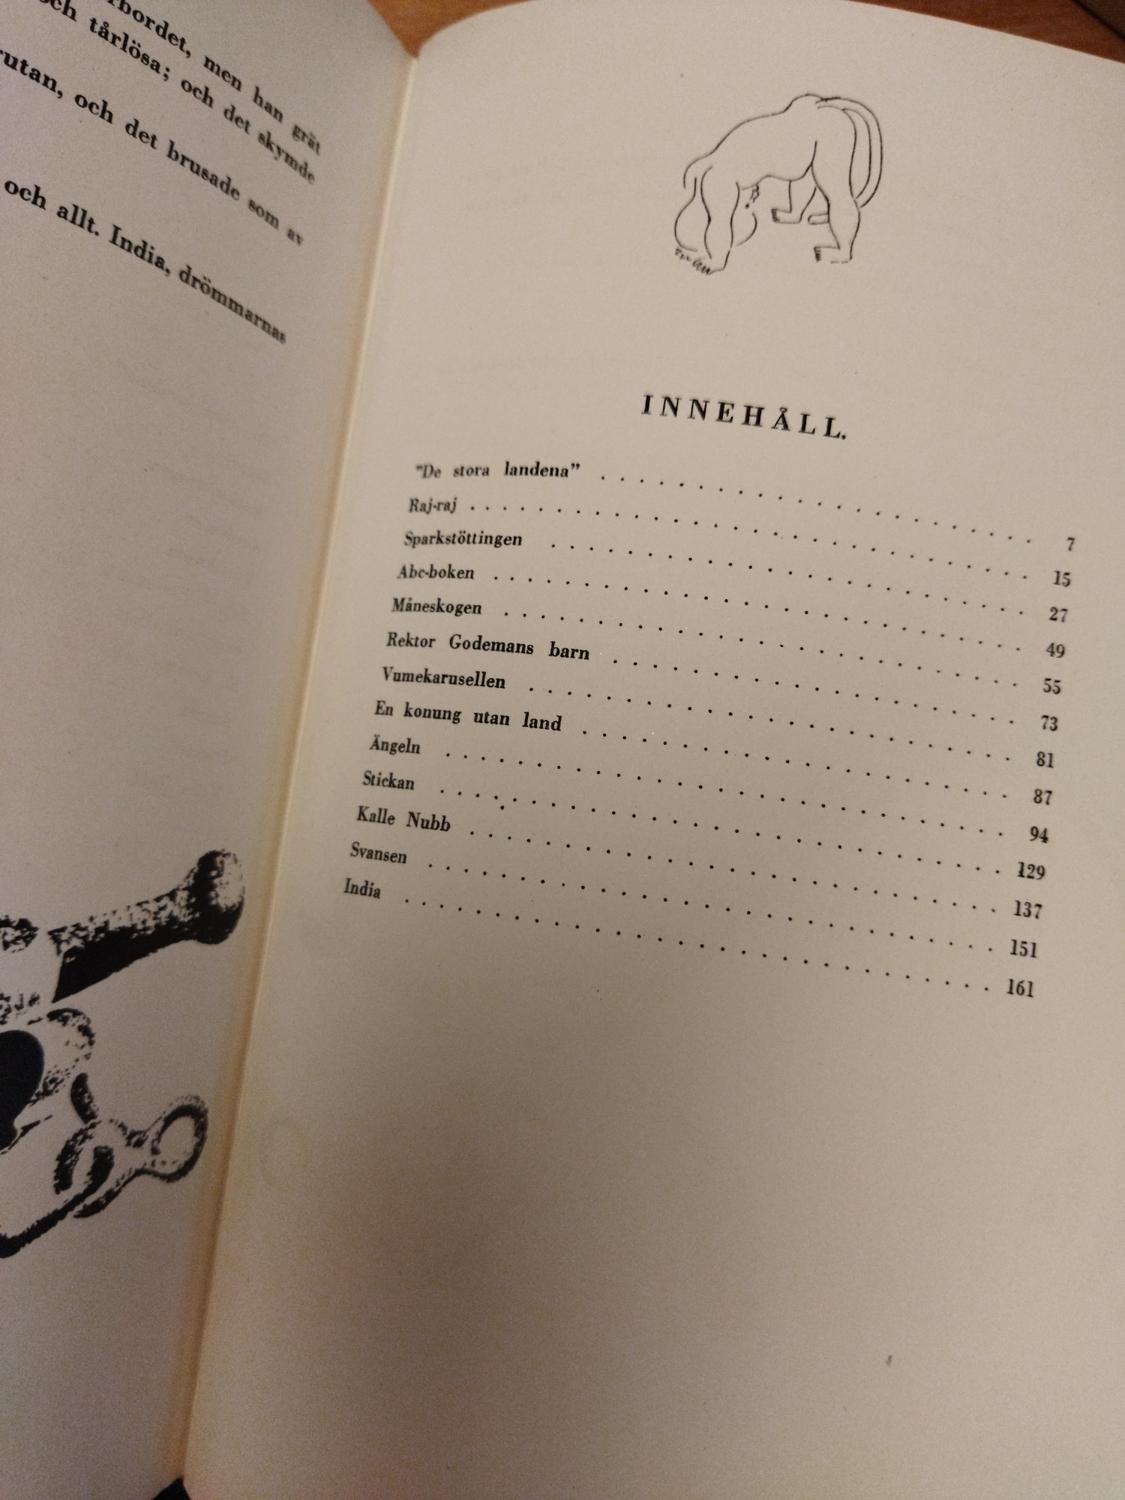 bordet, men han grät
och tårlösa; och det skymde
rutan, och det brusade som av
och allt. India, drömmarnas
INNEHÅLL.
"De stora landena" 7
Raj-raj 15
Sparkstöttingen 27
Abc-boken 49
Måneskogen 55
Rektor Godemans barn 73
Vumekarusellen 81
En konung utan land 87
Ängeln 94
Stickan 129
Kalle Nubb 137
Svansen 151
India 161